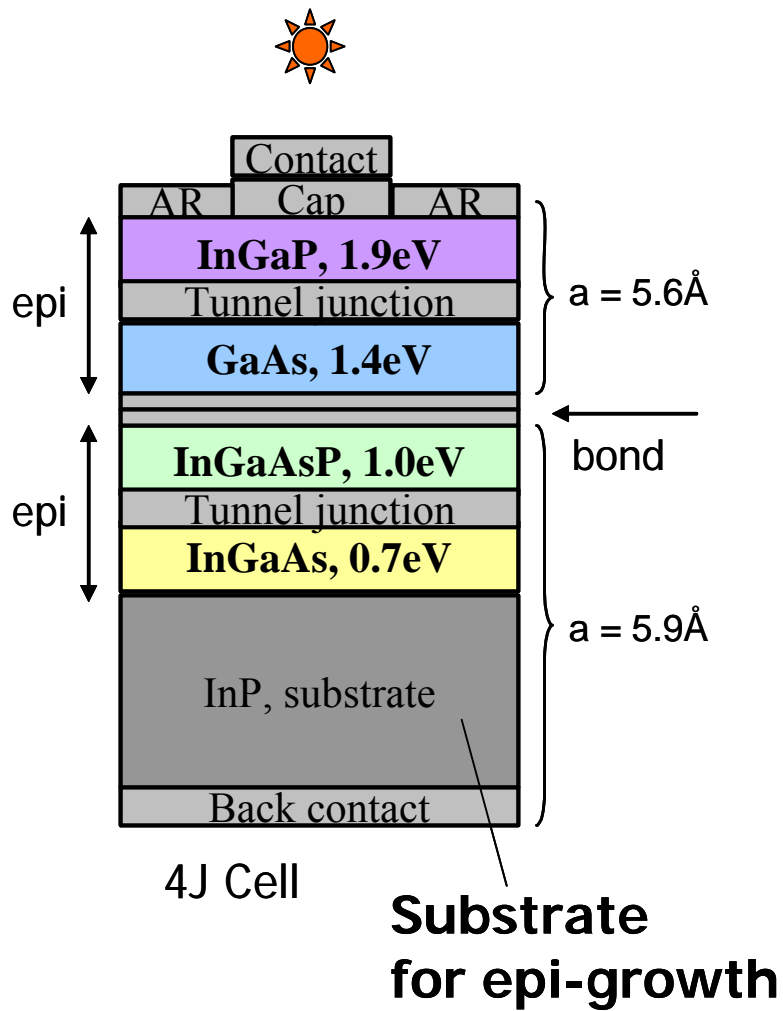 Contact
AR Cap AR
InGaP, 1.9eV
epi
Tunnel junction
a = 5.6Å
GaAs, 1.4eV
bond
InGaAsP, 1.0eV
epi
Tunnel junction
InGaAs, 0.7eV
a = 5.9Å
InP, substrate
Back contact
4J Cell
Substrate
for epi-growth